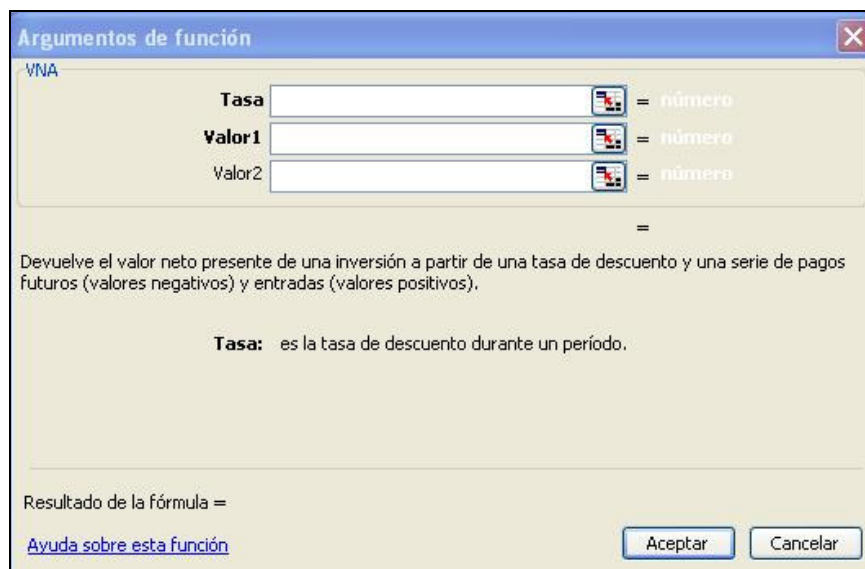 Argumentos de función
VNA
Tasa = número
Valor1 = número
Valor2 = número
=
Devuelve el valor neto presente de una inversión a partir de una tasa de descuento y una serie de pagos
futuros (valores negativos) y entradas (valores positivos).
Tasa: es la tasa de descuento durante un período.
Resultado de la fórmula =
Ayuda sobre esta función
Aceptar Cancelar